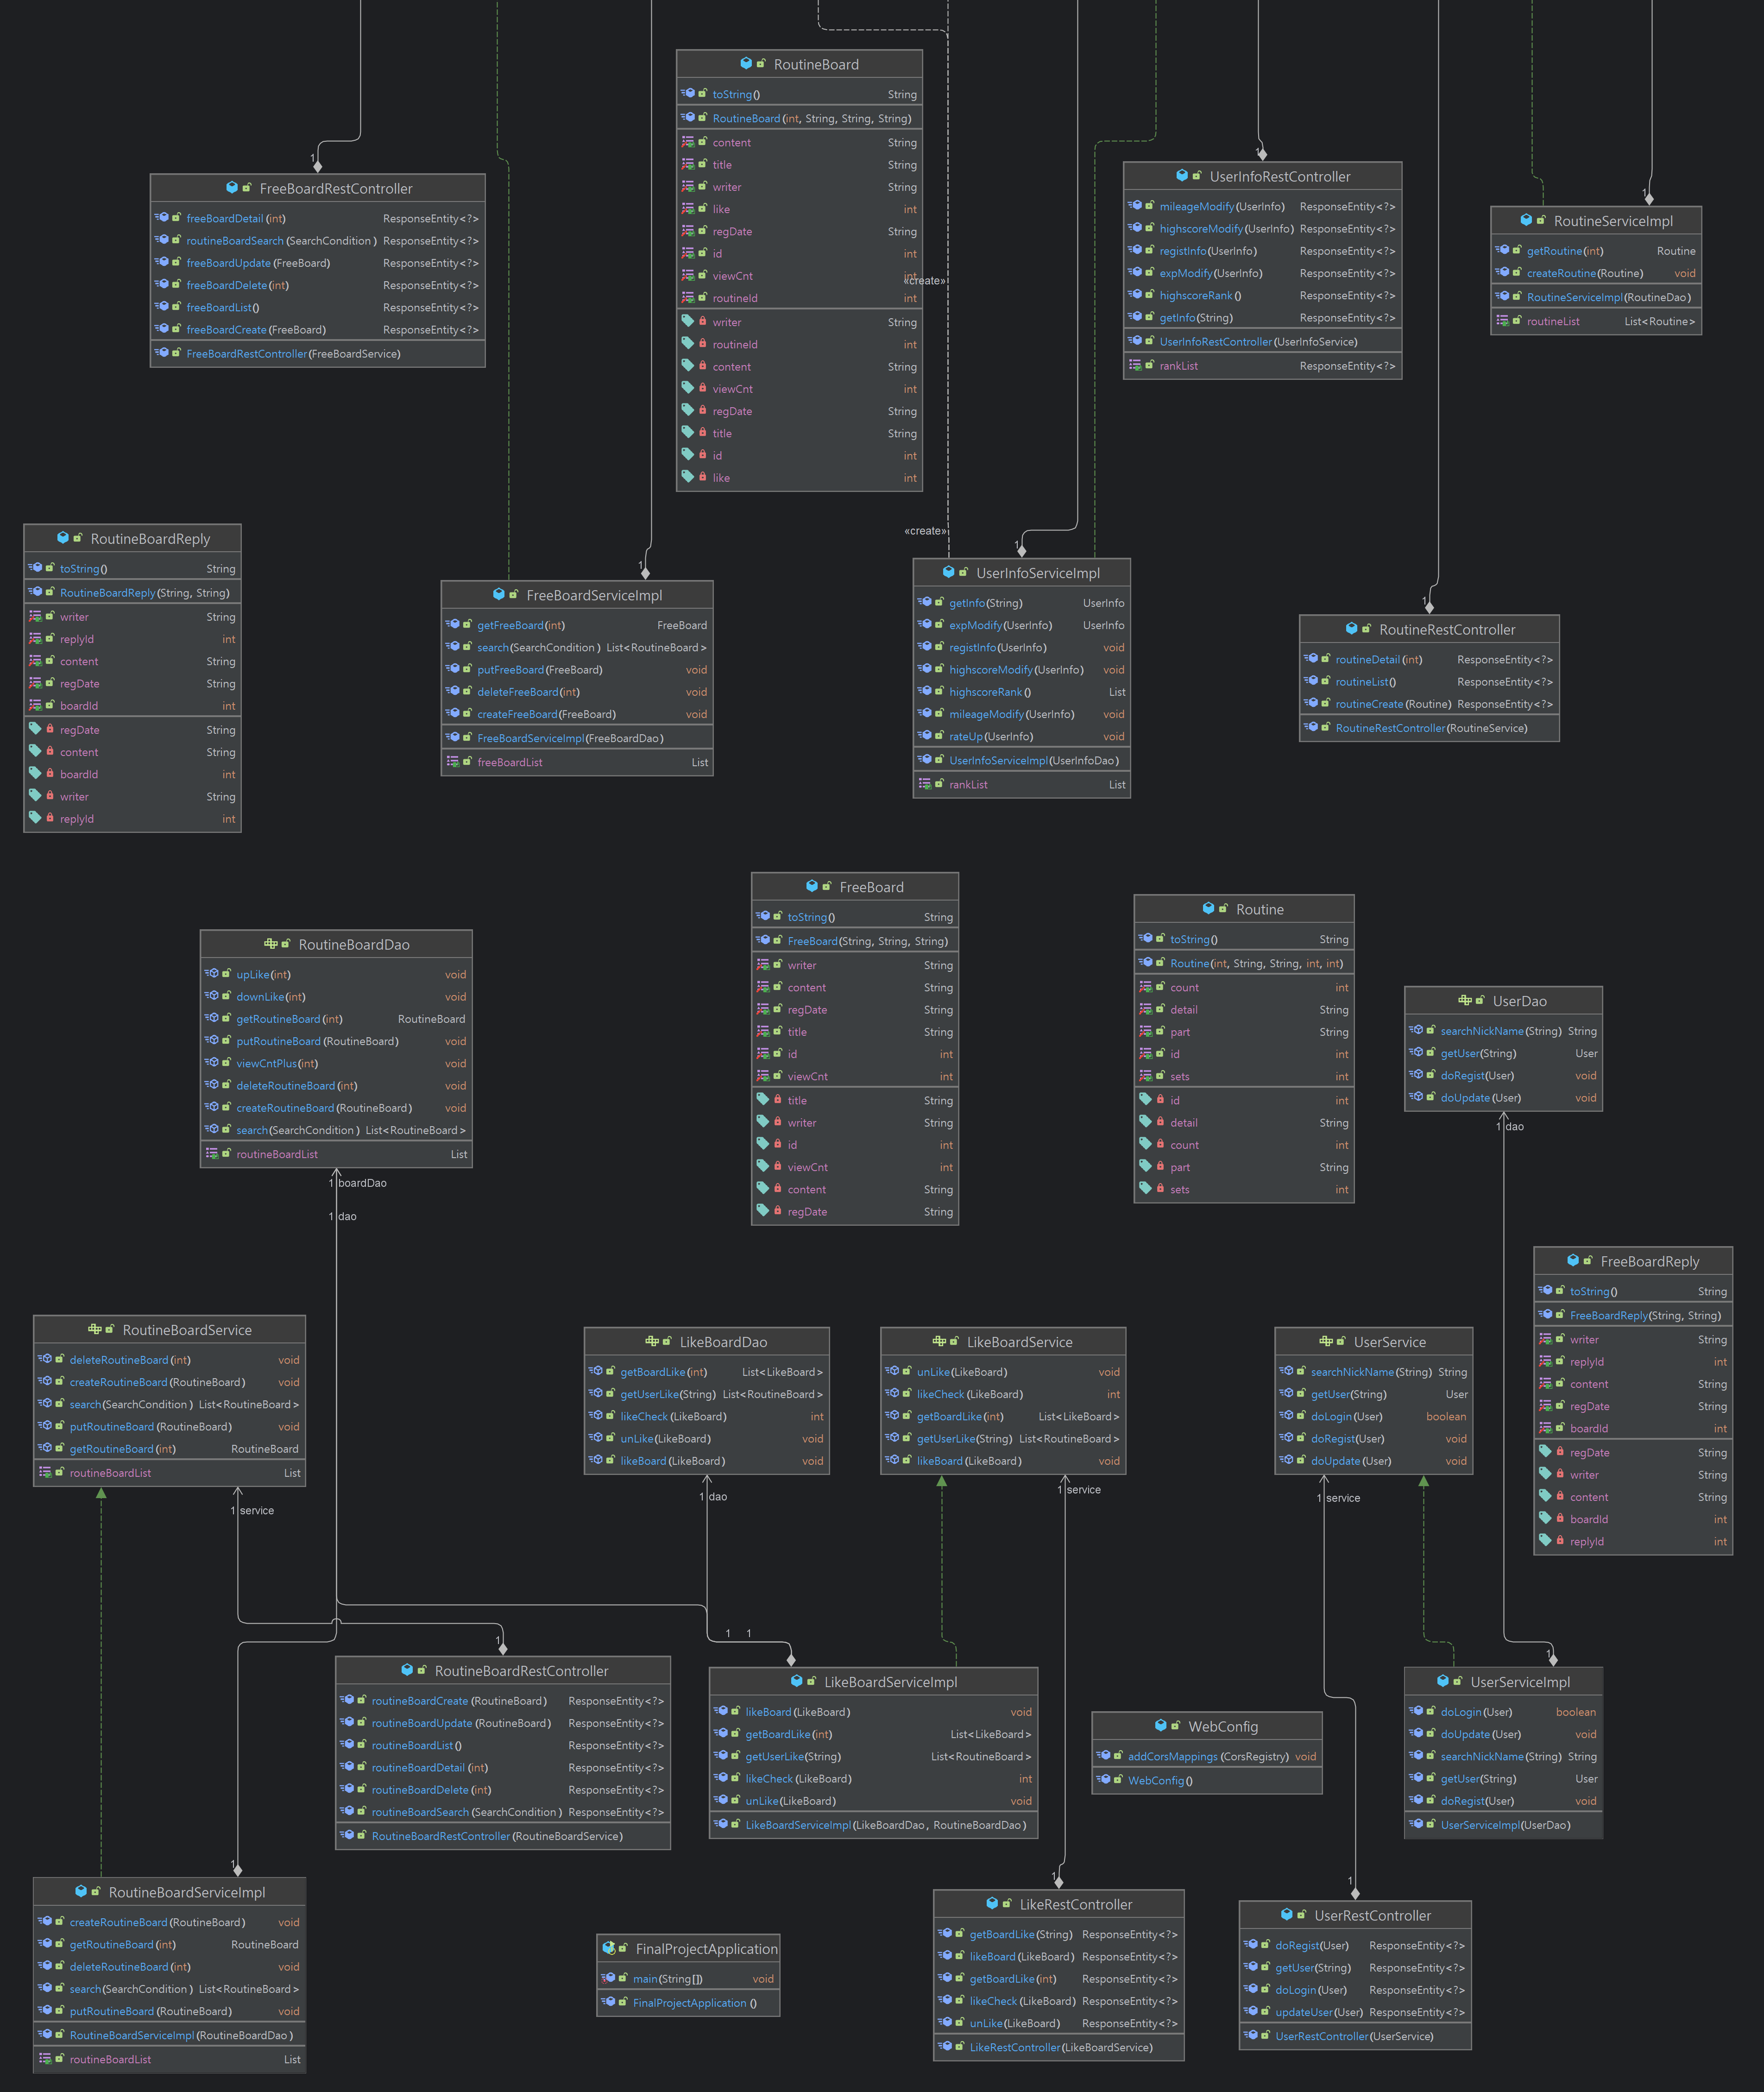 RoutineBoard
toString() String
RoutineBoard(int, String, String, String)
content String
title String
writer String
like int
regDate String
id int
viewCnt int
routineId int
writer String
routineId int
content String
viewCnt int
regDate String
title String
id int
like int
«create»
1
FreeBoardRestController
freeBoardDetail(int) ResponseEntity<?>
routineBoardSearch(SearchCondition) ResponseEntity<?>
freeBoardUpdate(FreeBoard) ResponseEntity<?>
freeBoardDelete(int) ResponseEntity<?>
freeBoardList() ResponseEntity<?>
freeBoardCreate(FreeBoard) ResponseEntity<?>
FreeBoardRestController(FreeBoardService)
1
UserInfoRestController
mileageModify(UserInfo) ResponseEntity<?>
highscoreModify(UserInfo) ResponseEntity<?>
registInfo(UserInfo) ResponseEntity<?>
expModify(UserInfo) ResponseEntity<?>
highscoreRank() ResponseEntity<?>
getInfo(String) ResponseEntity<?>
UserInfoRestController(UserInfoService)
rankList ResponseEntity<?>
1
RoutineServiceImpl
getRoutine(int) Routine
createRoutine(Routine) void
RoutineServiceImpl(RoutineDao)
routineList List<Routine>
RoutineBoardReply
toString() String
RoutineBoardReply(String, String)
writer String
replyId int
content String
regDate String
boardId int
regDate String
content String
boardId int
writer String
replyId int
1
FreeBoardServiceImpl
getFreeBoard(int) FreeBoard
search(SearchCondition) List<RoutineBoard>
putFreeBoard(FreeBoard) void
deleteFreeBoard(int) void
createFreeBoard(FreeBoard) void
FreeBoardServiceImpl(FreeBoardDao)
freeBoardList List
«create»
1
UserInfoServiceImpl
getInfo(String) UserInfo
expModify(UserInfo) UserInfo
registInfo(UserInfo) void
highscoreModify(UserInfo) void
highscoreRank() List
mileageModify(UserInfo) void
rateUp(UserInfo) void
UserInfoServiceImpl(UserInfoDao)
rankList List
1
RoutineRestController
routineDetail(int) ResponseEntity<?>
routineList() ResponseEntity<?>
routineCreate(Routine) ResponseEntity<?>
RoutineRestController(RoutineService)
RoutineBoardDao
upLike(int) void
downLike(int) void
getRoutineBoard(int) RoutineBoard
putRoutineBoard(RoutineBoard) void
viewCntPlus(int) void
deleteRoutineBoard(int) void
createRoutineBoard(RoutineBoard) void
search(SearchCondition) List<RoutineBoard>
routineBoardList List
1 boardDao
1 dao
FreeBoard
toString() String
FreeBoard(String, String, String)
writer String
content String
regDate String
title String
id int
viewCnt int
title String
writer String
id int
viewCnt int
content String
regDate String
Routine
toString() String
Routine(int, String, String, int, int)
count int
detail String
part String
id int
sets int
id int
detail String
count int
part String
sets int
UserDao
searchNickName(String) String
getUser(String) User
doRegist(User) void
doUpdate(User) void
1 dao
FreeBoardReply
toString() String
FreeBoardReply(String, String)
writer String
replyId int
content String
regDate String
boardId int
regDate String
writer String
content String
boardId int
replyId int
RoutineBoardService
deleteRoutineBoard(int) void
createRoutineBoard(RoutineBoard) void
search(SearchCondition) List<RoutineBoard>
putRoutineBoard(RoutineBoard) void
getRoutineBoard(int) RoutineBoard
routineBoardList List
1 service
LikeBoardDao
getBoardLike(int) List<LikeBoard>
getUserLike(String) List<RoutineBoard>
likeCheck(LikeBoard) int
unLike(LikeBoard) void
likeBoard(LikeBoard) void
1 dao
LikeBoardService
unLike(LikeBoard) void
likeCheck(LikeBoard) int
getBoardLike(int) List<LikeBoard>
getUserLike(String) List<RoutineBoard>
likeBoard(LikeBoard) void
1 service
UserService
searchNickName(String) String
getUser(String) User
doLogin(User) boolean
doRegist(User) void
doUpdate(User) void
1 service
1
RoutineBoardRestController
routineBoardCreate(RoutineBoard) ResponseEntity<?>
routineBoardUpdate(RoutineBoard) ResponseEntity<?>
routineBoardList() ResponseEntity<?>
routineBoardDetail(int) ResponseEntity<?>
routineBoardDelete(int) ResponseEntity<?>
routineBoardSearch(SearchCondition) ResponseEntity<?>
RoutineBoardRestController(RoutineBoardService)
1 1
LikeBoardServiceImpl
likeBoard(LikeBoard) void
getBoardLike(int) List<LikeBoard>
getUserLike(String) List<RoutineBoard>
likeCheck(LikeBoard) int
unLike(LikeBoard) void
LikeBoardServiceImpl(LikeBoardDao, RoutineBoardDao)
WebConfig
addCorsMappings(CorsRegistry) void
WebConfig()
1
UserServiceImpl
doLogin(User) boolean
doUpdate(User) void
searchNickName(String) String
getUser(String) User
doRegist(User) void
UserServiceImpl(UserDao)
1
RoutineBoardServiceImpl
createRoutineBoard(RoutineBoard) void
getRoutineBoard(int) RoutineBoard
deleteRoutineBoard(int) void
search(SearchCondition) List<RoutineBoard>
putRoutineBoard(RoutineBoard) void
RoutineBoardServiceImpl(RoutineBoardDao)
routineBoardList List
FinalProjectApplication
main(String[]) void
FinalProjectApplication()
1
LikeRestController
getBoardLike(String) ResponseEntity<?>
likeBoard(LikeBoard) ResponseEntity<?>
getBoardLike(int) ResponseEntity<?>
likeCheck(LikeBoard) ResponseEntity<?>
unLike(LikeBoard) ResponseEntity<?>
LikeRestController(LikeBoardService)
1
UserRestController
doRegist(User) ResponseEntity<?>
getUser(String) ResponseEntity<?>
doLogin(User) ResponseEntity<?>
updateUser(User) ResponseEntity<?>
UserRestController(UserService)